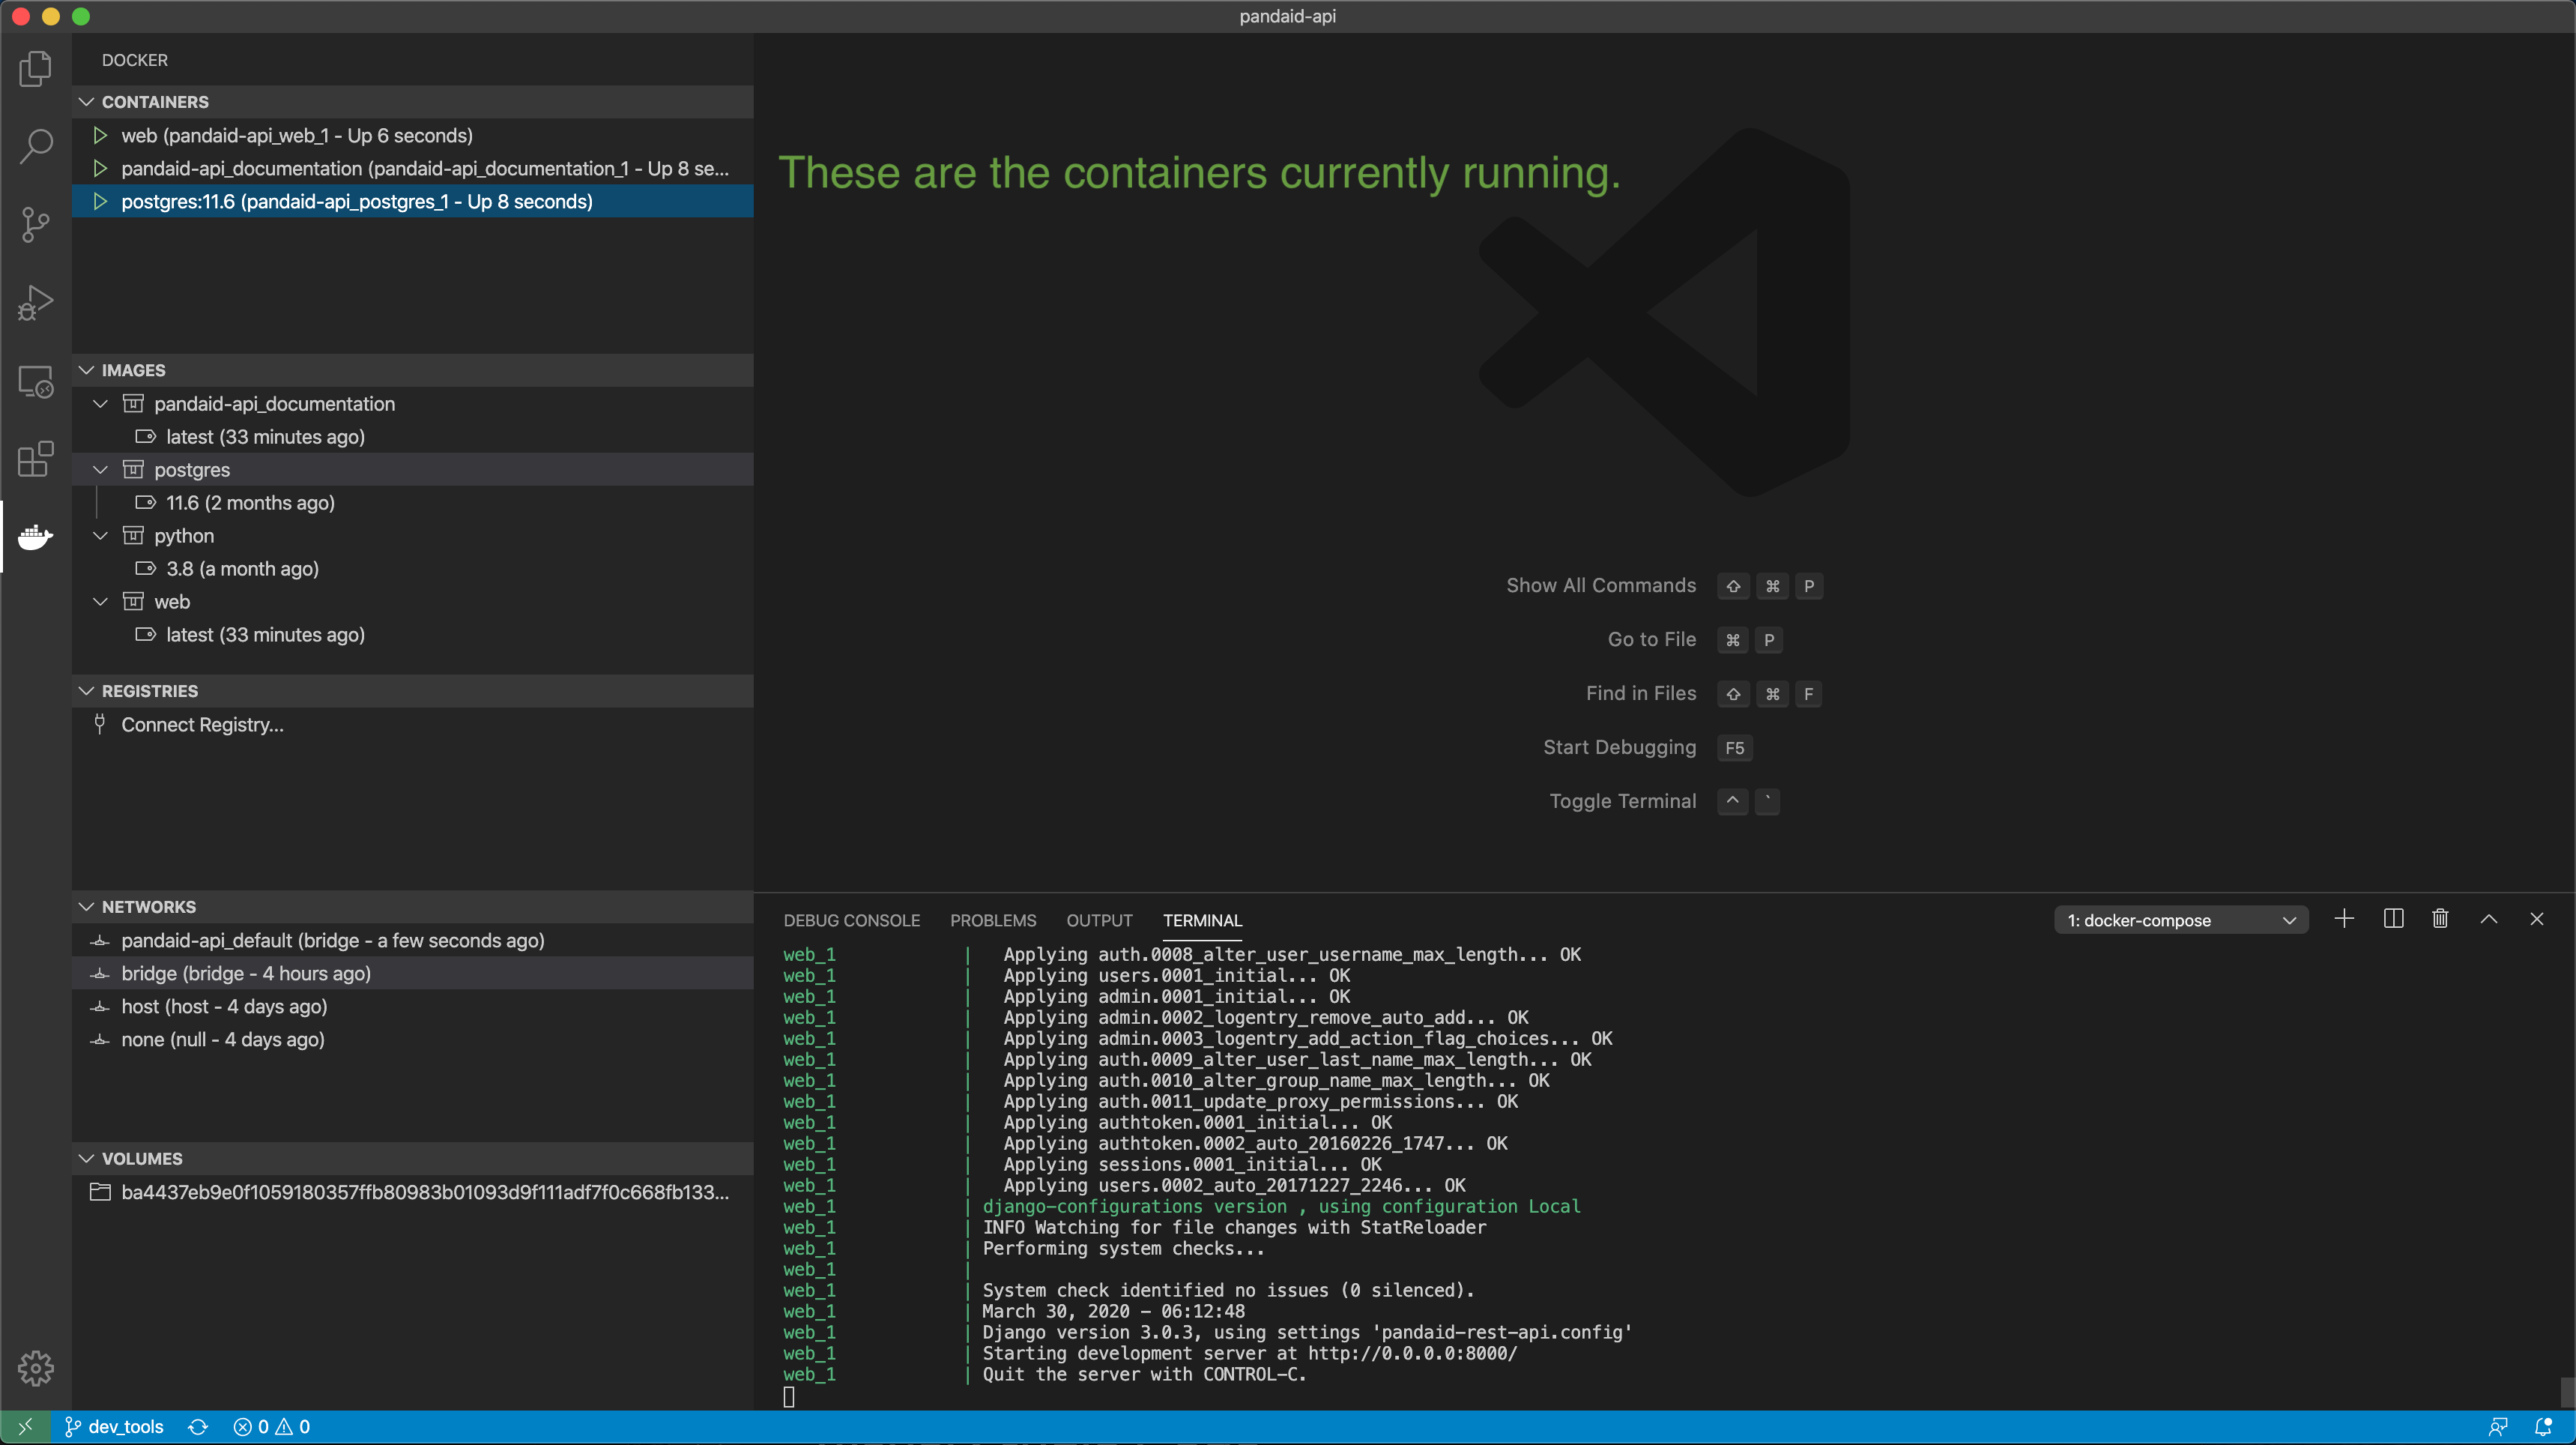 pandaid-api
DOCKER
CONTAINERS
web (pandaid-api_web_1 - Up 6 seconds)
pandaid-api_documentation (pandaid-api_documentation_1 - Up 8 se...
postgres:11.6 (pandaid-api_postgres_1 - Up 8 seconds)
IMAGES
pandaid-api_documentation
latest (33 minutes ago)
postgres
11.6 (2 months ago)
python
3.8 (a month ago)
web
latest (33 minutes ago)
REGISTRIES
Connect Registry...
NETWORKS
pandaid-api_default (bridge - a few seconds ago)
bridge (bridge - 4 hours ago)
host (host - 4 days ago)
none (null - 4 days ago)
VOLUMES
ba4437eb9e0f1059180357ffb80983b01093d9f111adf7f0c668fb133...
These are the containers currently running.
Show All Commands ⇧ ⌘ P
Go to File ⌘ P
Find in Files ⇧ ⌘ F
Start Debugging F5
Toggle Terminal ^ `
DEBUG CONSOLE PROBLEMS OUTPUT TERMINAL 1: docker-compose
web_1 | Applying auth.0008_alter_user_username_max_length... OK
web_1 | Applying users.0001_initial... OK
web_1 | Applying admin.0001_initial... OK
web_1 | Applying admin.0002_logentry_remove_auto_add... OK
web_1 | Applying admin.0003_logentry_add_action_flag_choices... OK
web_1 | Applying auth.0009_alter_user_last_name_max_length... OK
web_1 | Applying auth.0010_alter_group_name_max_length... OK
web_1 | Applying auth.0011_update_proxy_permissions... OK
web_1 | Applying authtoken.0001_initial... OK
web_1 | Applying authtoken.0002_auto_20160226_1747... OK
web_1 | Applying sessions.0001_initial... OK
web_1 | Applying users.0002_auto_20171227_2246... OK
web_1 | django-configurations version , using configuration Local
web_1 | INFO Watching for file changes with StatReloader
web_1 | Performing system checks...
web_1 |
web_1 | System check identified no issues (0 silenced).
web_1 | March 30, 2020 - 06:12:48
web_1 | Django version 3.0.3, using settings 'pandaid-rest-api.config'
web_1 | Starting development server at http://0.0.0.0:8000/
web_1 | Quit the server with CONTROL-C.
dev_tools 0 0